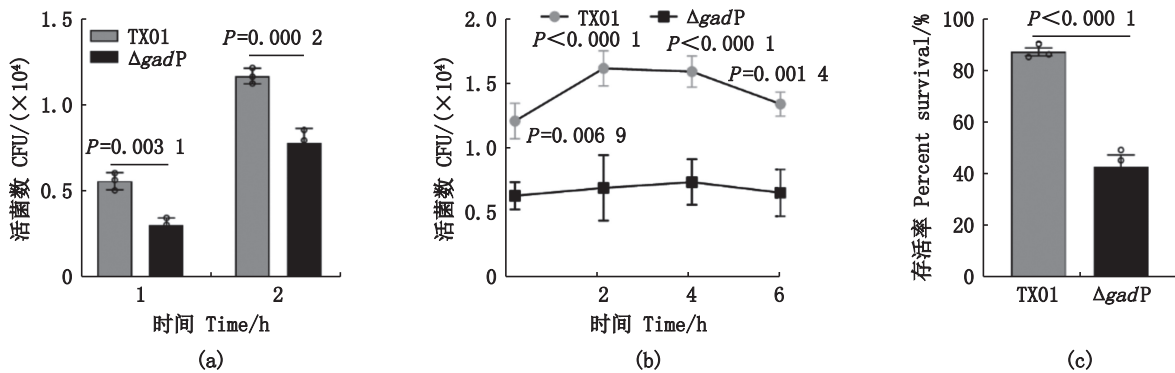 活菌数 CFU/(×10⁴)
1.5
1.0
0.5
0
TX01
ΔgadP
P=0.003 1
P=0.000 2
1
2
时间 Time/h
(a)
活菌数 CFU/(×10⁴)
2.0
1.5
1.0
0.5
0
TX01
ΔgadP
P<0.000 1
P<0.000 1
P=0.001 4
P=0.006 9
2
4
6
时间 Time/h
(b)
存活率 Percent survival/%
100
80
60
40
20
0
P<0.000 1
TX01
ΔgadP
(c)